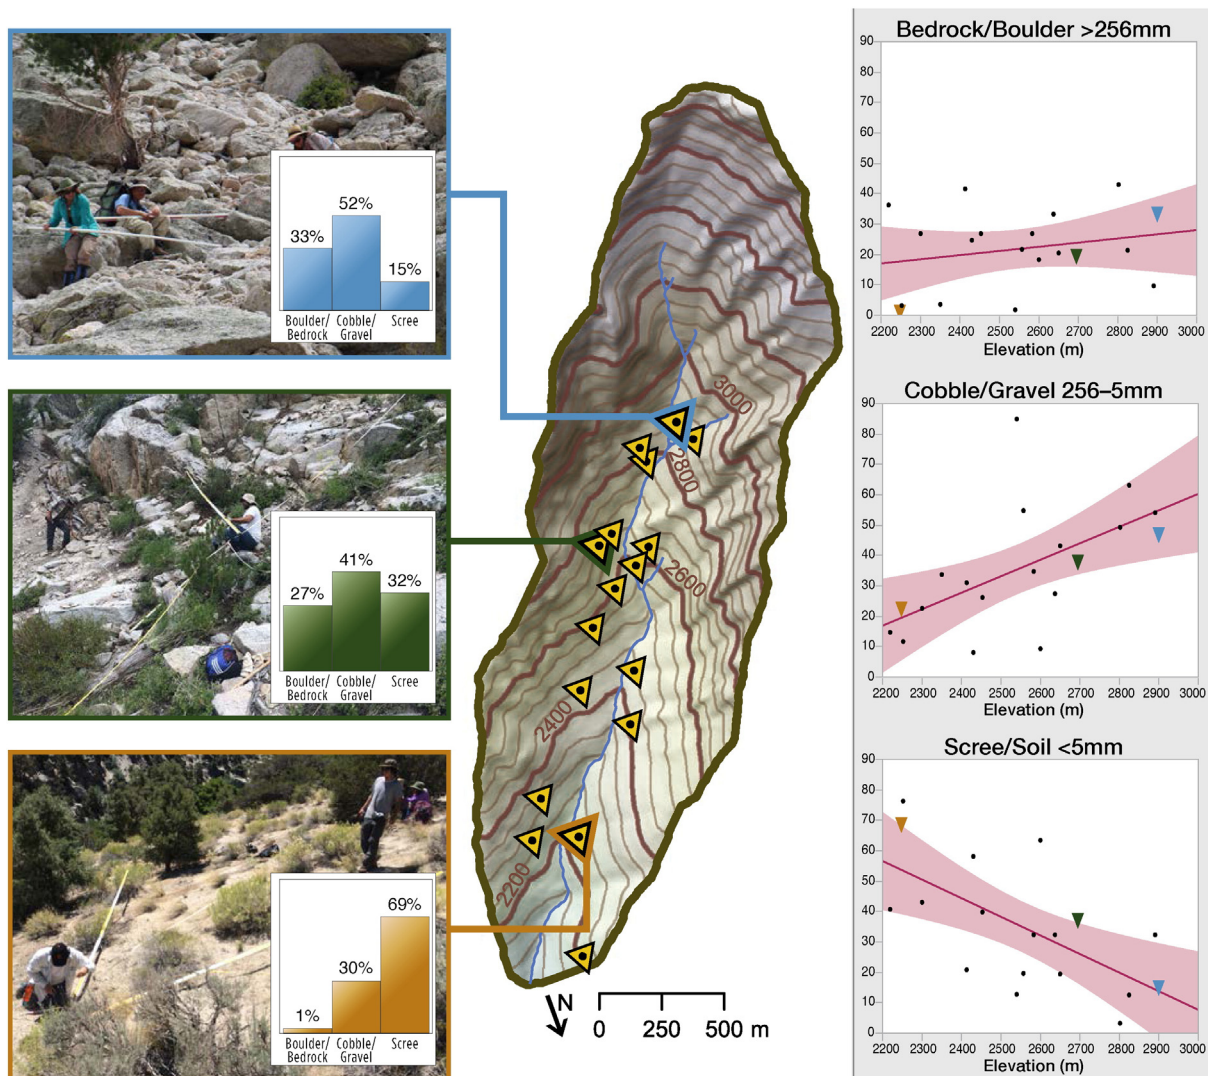 33%
52%
15%
Boulder/
Bedrock
Cobble/
Gravel
Scree
27%
41%
32%
Boulder/
Bedrock
Cobble/
Gravel
Scree
1%
30%
69%
Boulder/
Bedrock
Cobble/
Gravel
Scree
3000
2800
2600
2400
2200
N
0 250 500 m
Bedrock/Boulder >256mm
90
80
70
60
50
40
30
20
10
0
2200 2300 2400 2500 2600 2700 2800 2900 3000
Elevation (m)
Cobble/Gravel 256–5mm
90
80
70
60
50
40
30
20
10
0
2200 2300 2400 2500 2600 2700 2800 2900 3000
Elevation (m)
Scree/Soil <5mm
90
80
70
60
50
40
30
20
10
0
2200 2300 2400 2500 2600 2700 2800 2900 3000
Elevation (m)